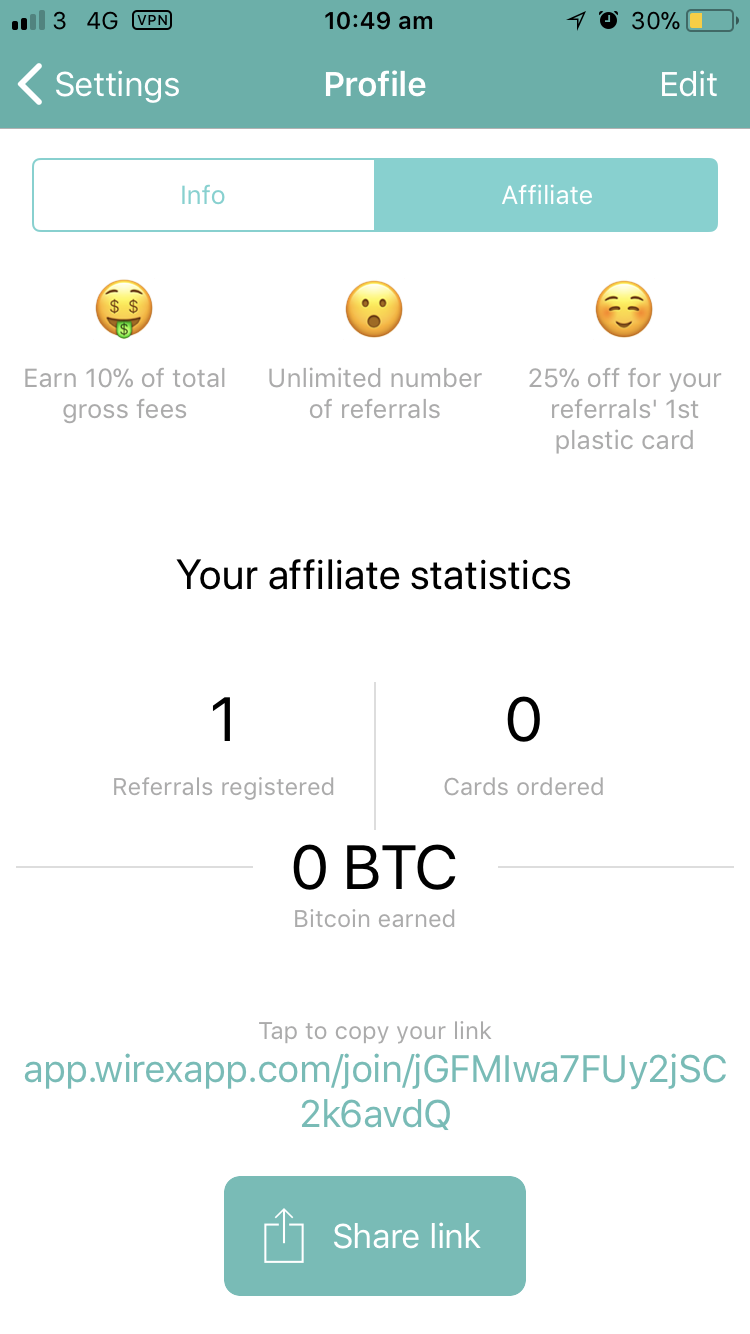 3 4G VPN 10:49 am 30%
Settings Profile Edit
Info Affiliate
Earn 10% of total
gross fees
Unlimited number
of referrals
25% off for your
referrals' 1st
plastic card
Your affiliate statistics
1
Referrals registered
0
Cards ordered
0 BTC
Bitcoin earned
Tap to copy your link
app.wirexapp.com/join/jGFMIwa7FUy2jSC
2k6avdQ
Share link